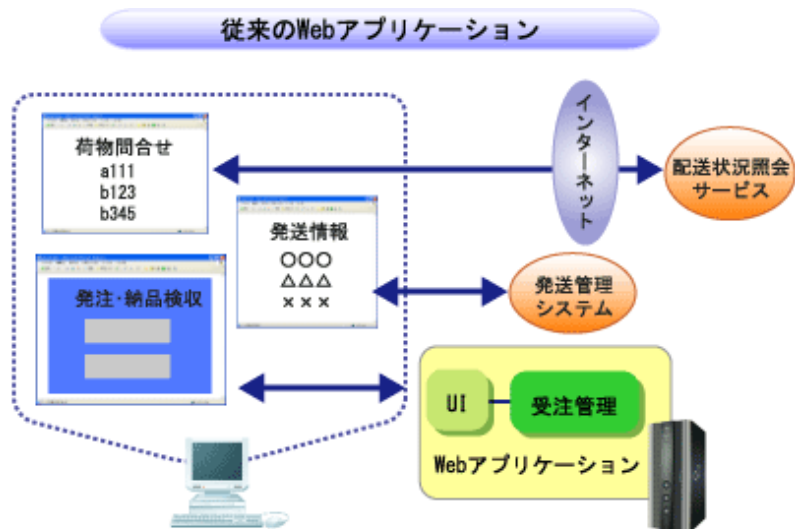 従来のWebアプリケーション
荷物問合せ
a111
b123
b345
発送情報
○○○
△△△
×××
発注・納品検収
インターネット
配送状況照会
サービス
発送管理
システム
UI
受注管理
Webアプリケーション